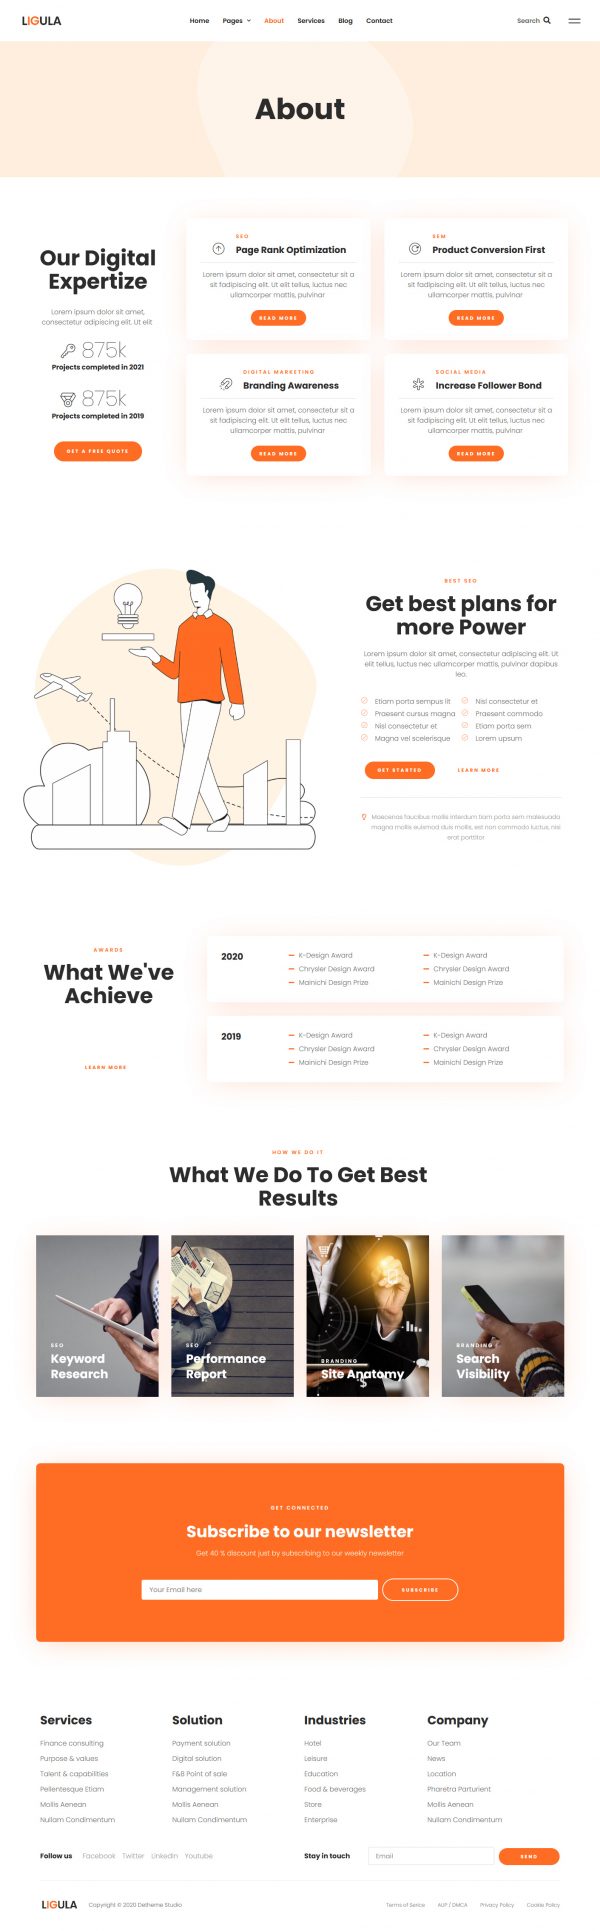 LIGULA
Home Pages About Services Blog Contact
Search
About
Our Digital
Expertize
Lorem ipsum dolor sit amet,
consectetur adipiscing elit. Ut elit
875k
Projects completed in 2021
875k
Projects completed in 2019
GET A FREE QUOTE
SEO
Page Rank Optimization
Lorem ipsum dolor sit amet, consectetur sit a
sit fadipiscing elit. Ut elit tellus, luctus nec
ullamcorper mattis, pulvinar
READ MORE
SEM
Product Conversion First
Lorem ipsum dolor sit amet, consectetur sit a
sit fadipiscing elit. Ut elit tellus, luctus nec
ullamcorper mattis, pulvinar
READ MORE
DIGITAL MARKETING
Branding Awareness
Lorem ipsum dolor sit amet, consectetur sit a
sit fadipiscing elit. Ut elit tellus, luctus nec
ullamcorper mattis, pulvinar
READ MORE
SOCIAL MEDIA
Increase Follower Bond
Lorem ipsum dolor sit amet, consectetur sit a
sit fadipiscing elit. Ut elit tellus, luctus nec
ullamcorper mattis, pulvinar
READ MORE
BEST SEO
Get best plans for
more Power
Lorem ipsum dolor sit amet, consectetur adipiscing elit. Ut
elit tellus, luctus nec ullamcorper mattis, pulvinar dapibus
leo.
Etiam porta sempus lit
Praesent cursus magna
Nisl consectetur et
Magna vel scelerisque
Nisl consectetur et
Praesent commodo
Etiam porta sem
Lorem upsum
GET STARTED
LEARN MORE
Maecenas faucibus mollis interdum tiam porta sem malesuada
magna mollis euismod duis mollis, est non commodo luctus, nisi
erat porttitor
AWARDS
What We've
Achieve
LEARN MORE
2020
K-Design Award
Chrysler Design Award
Mainichi Design Prize
K-Design Award
Chrysler Design Award
Mainichi Design Prize
2019
K-Design Award
Chrysler Design Award
Mainichi Design Prize
K-Design Award
Chrysler Design Award
Mainichi Design Prize
HOW WE DO IT
What We Do To Get Best
Results
SEO
Keyword
Research
SEO
Performance
Report
BRANDING
Site Anatomy
BRANDING
Search
Visibility
GET CONNECTED
Subscribe to our newsletter
Get 40 % discount just by subscribing to our weekly newsletter
Your Email here
SUBSCRIBE
Services
Finance consulting
Purpose & values
Talent & capabilities
Pellentesque Etiam
Mollis Aenean
Nullam Condimentum
Solution
Payment solution
Digital solution
F&B Point of sale
Management solution
Mollis Aenean
Nullam Condimentum
Industries
Hotel
Leisure
Education
Food & beverages
Store
Enterprise
Company
Our Team
News
Location
Pharetra Parturient
Mollis Aenean
Nullam Condimentum
Follow us Facebook Twitter LinkedIn Youtube
Stay in touch
Email
SEND
LIGULA
Copyright © 2020 Detheme Studio
Terms of Serice AUP / DMCA Privacy Policy Cookie Policy